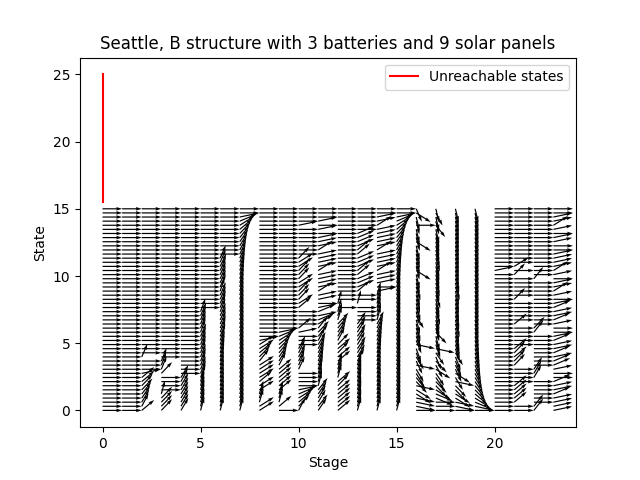 Seattle, B structure with 3 batteries and 9 solar panels
Unreachable states
25
20
15
10
5
0
State
0 5 10 15 20
Stage